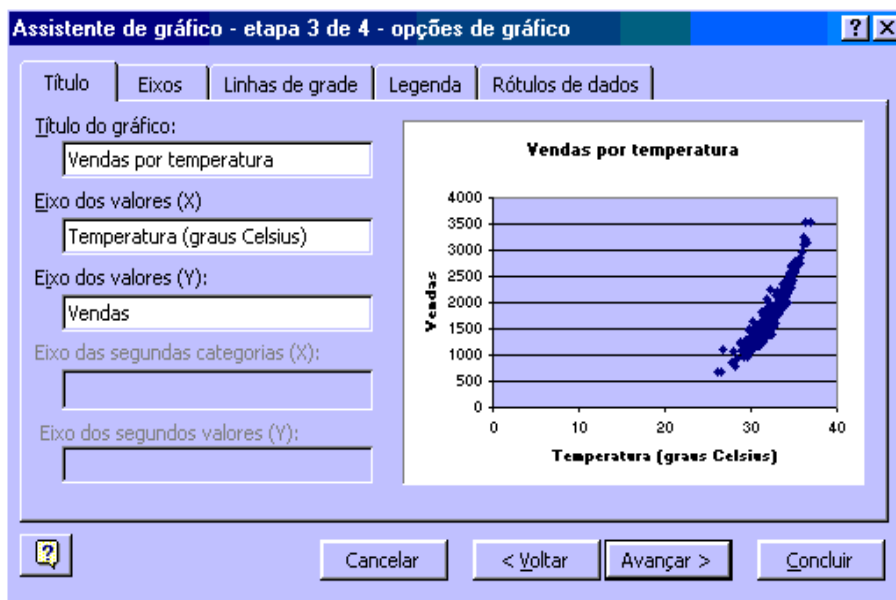 Assistente de gráfico - etapa 3 de 4 - opções de gráfico
? X
Título Eixos Linhas de grade Legenda Rótulos de dados
Título do gráfico:
Vendas por temperatura
Eixo dos valores (X)
Temperatura (graus Celsius)
Eixo dos valores (Y):
Vendas
Eixo das segundas categorias (X):
Eixo dos segundos valores (Y):
Vendas por temperatura
Vendas
4000
3500
3000
2500
2000
1500
1000
500
0
0 10 20 30 40
Temperatura (graus Celsius)
? Cancelar < Voltar Avançar > Concluir